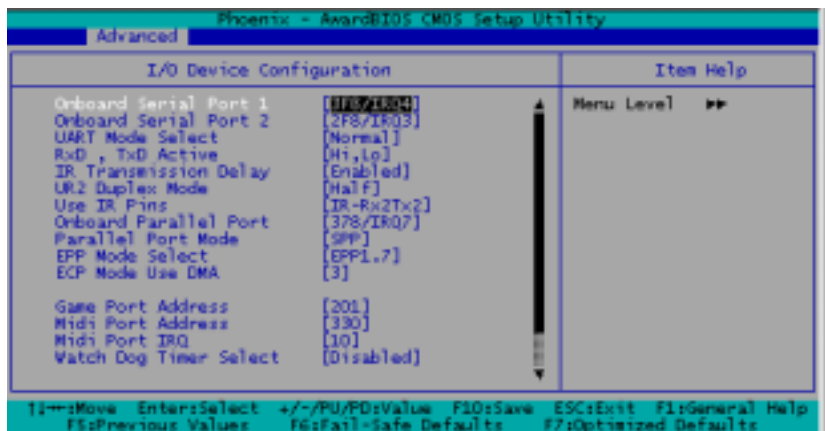 Phoenix - AwardBIOS CMOS Setup Utility
Advanced
I/O Device Configuration
Item Help
Onboard Serial Port 1 [3F8/IRQ4]
Menu Level ▶▶
Onboard Serial Port 2 [2F8/IRQ3]
UART Mode Select [Normal]
RxD , TxD Active [Hi,Lo]
IR Transmission Delay [Enabled]
UR2 Duplex Mode [Half]
Use IR Pins [IR-Rx2Tx2]
Onboard Parallel Port [378/IRQ7]
Parallel Port Mode [SPP]
EPP Mode Select [EPP1.7]
ECP Mode Use DMA [3]
Game Port Address [201]
Midi Port Address [330]
Midi Port IRQ [10]
Watch Dog Timer Select [Disabled]
↑↓→←:Move Enter:Select +/-/PU/PD:Value F10:Save ESC:Exit F1:General Help
F5:Previous Values F6:Fail-Safe Defaults F7:Optimized Defaults